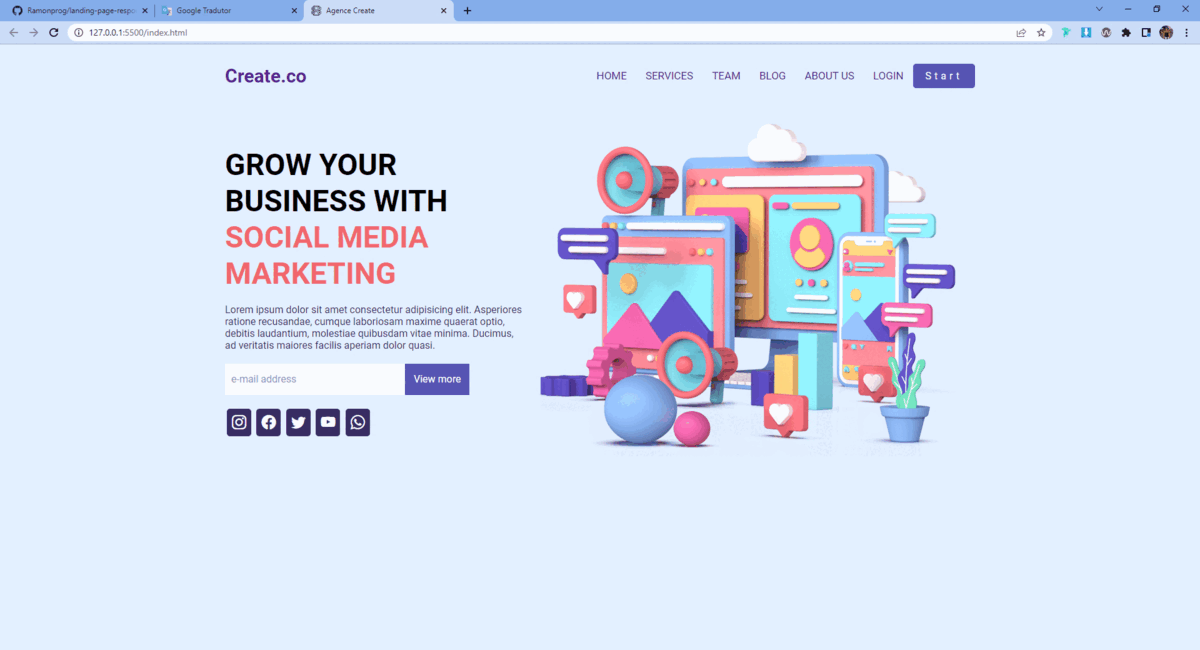 Ramonprog/landing-page-respo
Google Tradutor
Agence Create
127.0.0.1:5500/index.html
Create.co
HOME SERVICES TEAM BLOG ABOUT US LOGIN Start
GROW YOUR
BUSINESS WITH
SOCIAL MEDIA
MARKETING
Lorem ipsum dolor sit amet consectetur adipisicing elit. Asperiores
ratione recusandae, cumque laboriosam maxime quaerat optio,
debitis laudantium, molestiae quibusdam vitae minima. Ducimus,
ad veritatis maiores facilis aperiam dolor quasi.
e-mail address View more